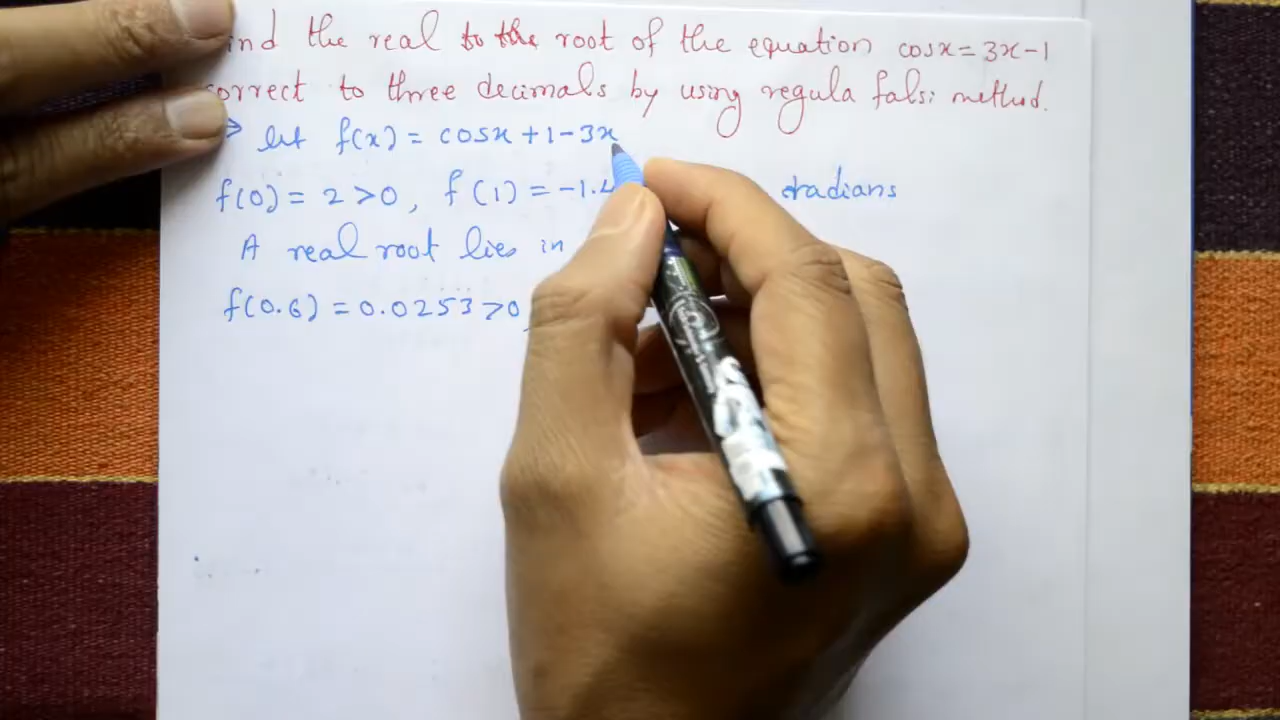 ind the real to the root of the equation cosx = 3x-1
orrect to three decimals by using regula falsi method.
⇒ let f(x) = cosx + 1 - 3x
f(0) = 2 > 0, f(1) = -1.4 radians
A real root lies in
f(0.6) = 0.0253 > 0,